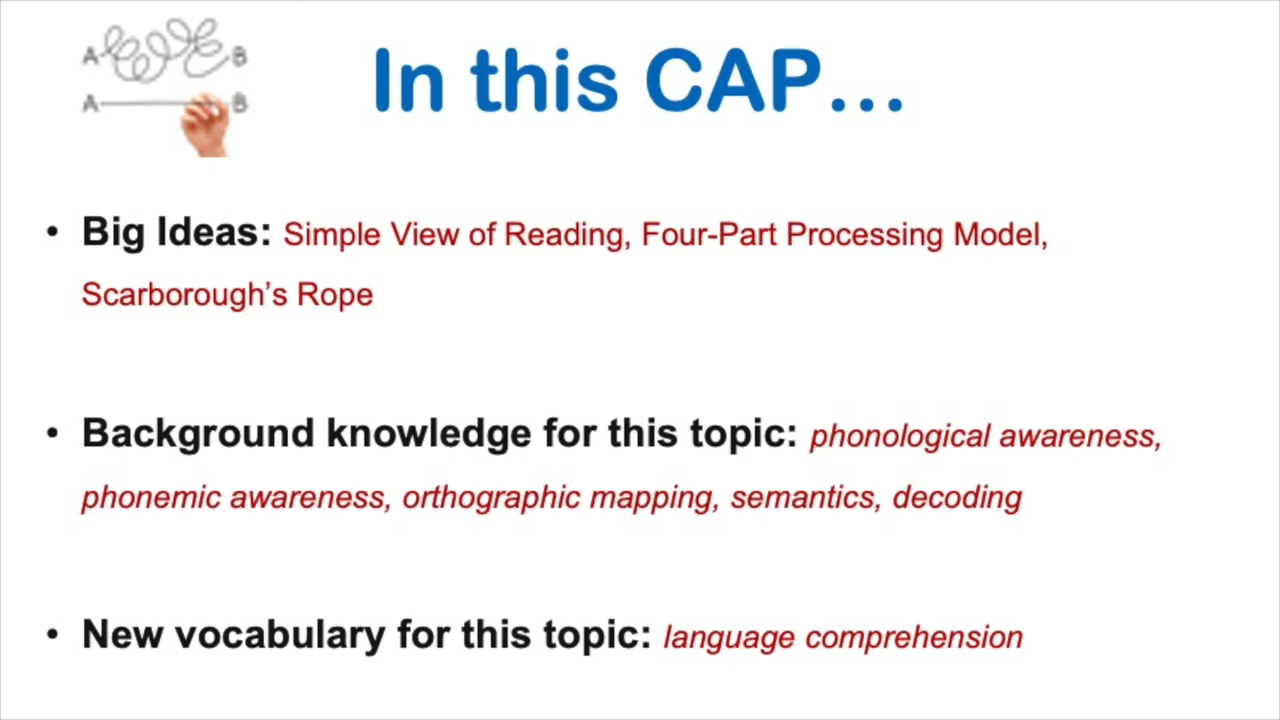 A B
A B
In this CAP...
• Big Ideas: Simple View of Reading, Four-Part Processing Model,
Scarborough’s Rope
• Background knowledge for this topic: phonological awareness,
phonemic awareness, orthographic mapping, semantics, decoding
• New vocabulary for this topic: language comprehension